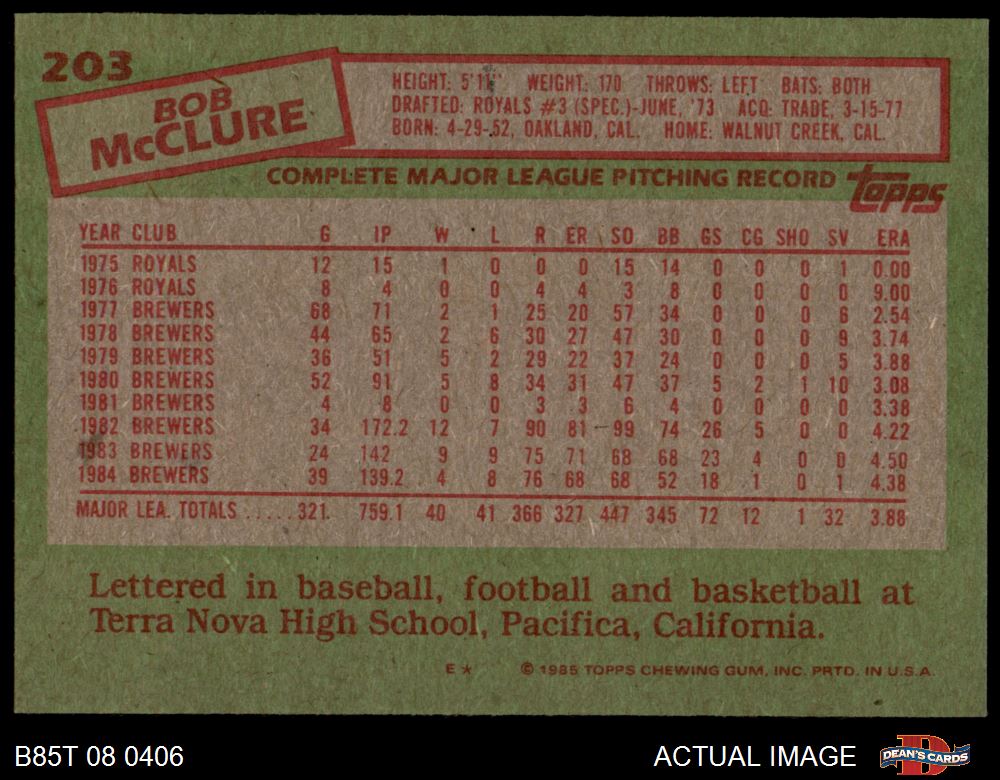 203
BOB
McCLURE
HEIGHT: 5'11" WEIGHT: 170 THROWS: LEFT BATS: BOTH
DRAFTED: ROYALS #3 (SPEC.)-JUNE, '73 ACQ: TRADE, 3-15-77
BORN: 4-29-52, OAKLAND, CAL. HOME: WALNUT CREEK, CAL.
COMPLETE MAJOR LEAGUE PITCHING RECORD topps
YEAR CLUB G IP W L R ER SO BB GS CG SHO SV ERA
1975 ROYALS 12 15 1 0 0 0 15 14 0 0 0 1 0.00
1976 ROYALS 8 4 0 0 4 4 3 8 0 0 0 0 9.00
1977 BREWERS 68 71 2 1 25 20 57 34 0 0 0 6 2.54
1978 BREWERS 44 65 2 6 30 27 47 30 0 0 0 9 3.74
1979 BREWERS 36 51 5 2 29 22 37 24 0 0 0 5 3.88
1980 BREWERS 52 91 5 8 34 31 47 37 5 2 1 10 3.08
1981 BREWERS 4 8 0 0 3 3 6 4 0 0 0 0 3.38
1982 BREWERS 34 172.2 12 7 90 81 99 74 26 5 0 0 4.22
1983 BREWERS 24 142 9 9 75 71 68 68 23 4 0 0 4.50
1984 BREWERS 39 139.2 4 8 76 68 68 52 18 1 0 1 4.38
MAJOR LEA. TOTALS .....321. 759.1 40 41 366 327 447 345 72 12 1 32 3.88
Lettered in baseball, football and basketball at
Terra Nova High School, Pacifica, California.
E * © 1985 TOPPS CHEWING GUM, INC. PRTD. IN U.S.A.
B85T 08 0406 ACTUAL IMAGE DEAN'S CARDS